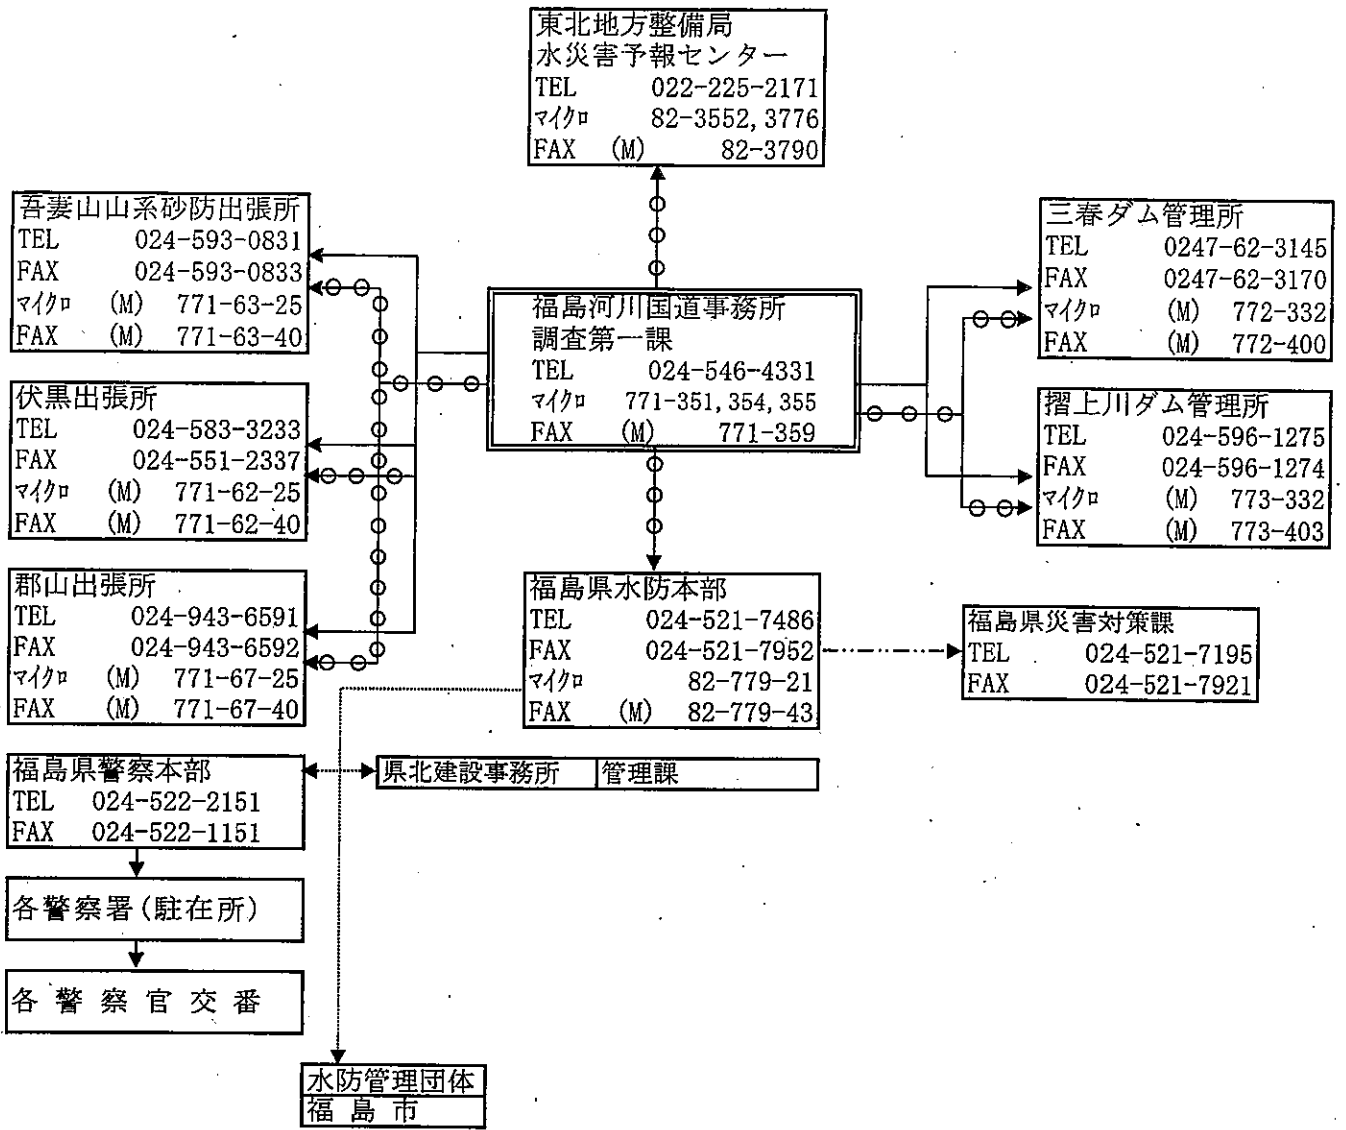 東北地方整備局
水災害予報センター
TEL 022-225-2171
マイクロ 82-3552,3776
FAX (M) 82-3790
吾妻山山系砂防出張所
TEL 024-593-0831
FAX 024-593-0833
マイクロ (M) 771-63-25
FAX (M) 771-63-40
伏黒出張所
TEL 024-583-3233
FAX 024-551-2337
マイクロ (M) 771-62-25
FAX (M) 771-62-40
郡山出張所
TEL 024-943-6591
FAX 024-943-6592
マイクロ (M) 771-67-25
FAX (M) 771-67-40
福島河川国道事務所
調査第一課
TEL 024-546-4331
マイクロ 771-351,354,355
FAX (M) 771-359
三春ダム管理所
TEL 0247-62-3145
FAX 0247-62-3170
マイクロ (M) 772-332
FAX (M) 772-400
摺上川ダム管理所
TEL 024-596-1275
FAX 024-596-1274
マイクロ (M) 773-332
FAX (M) 773-403
福島県水防本部
TEL 024-521-7486
FAX 024-521-7952
マイクロ 82-779-21
FAX (M) 82-779-43
福島県災害対策課
TEL 024-521-7195
FAX 024-521-7921
福島県警察本部
TEL 024-522-2151
FAX 024-522-1151
県北建設事務所 管理課
各警察署(駐在所)
各警察官交番
水防管理団体
福島市